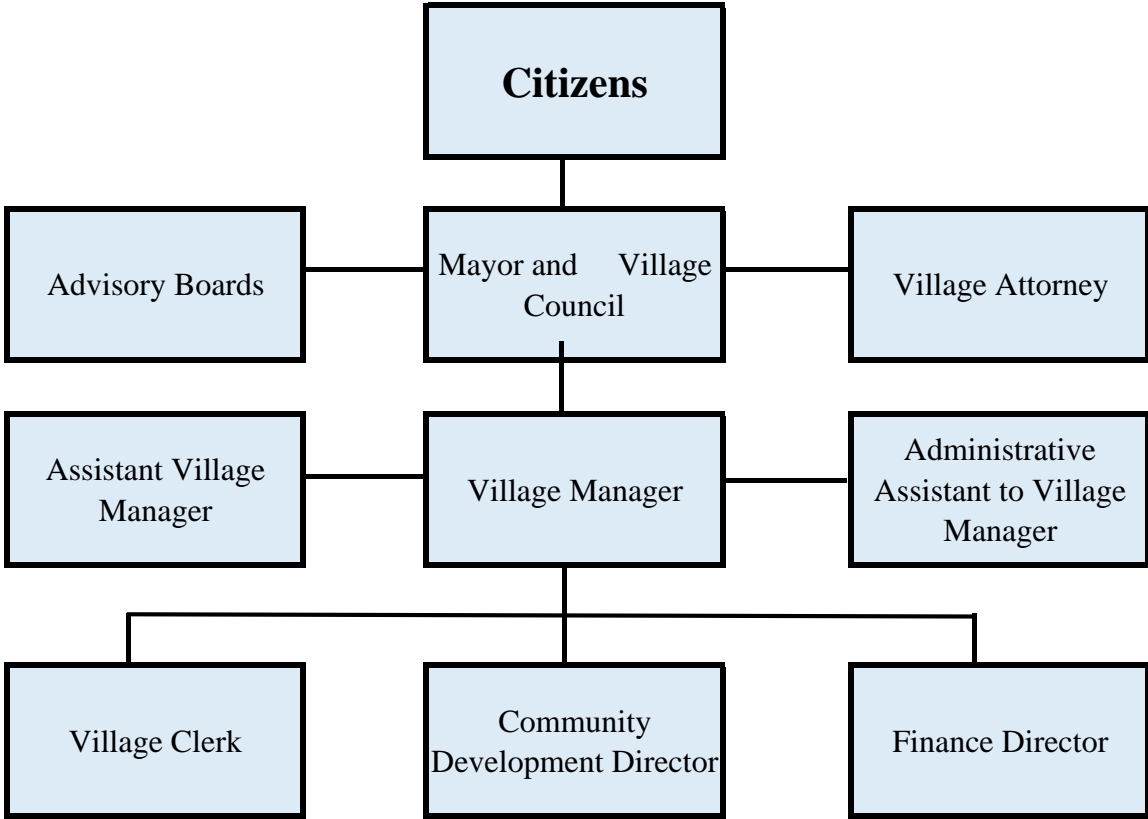 Citizens
Advisory Boards
Mayor and Village
Council
Village Attorney
Assistant Village
Manager
Village Manager
Administrative
Assistant to Village
Manager
Village Clerk
Community
Development Director
Finance Director